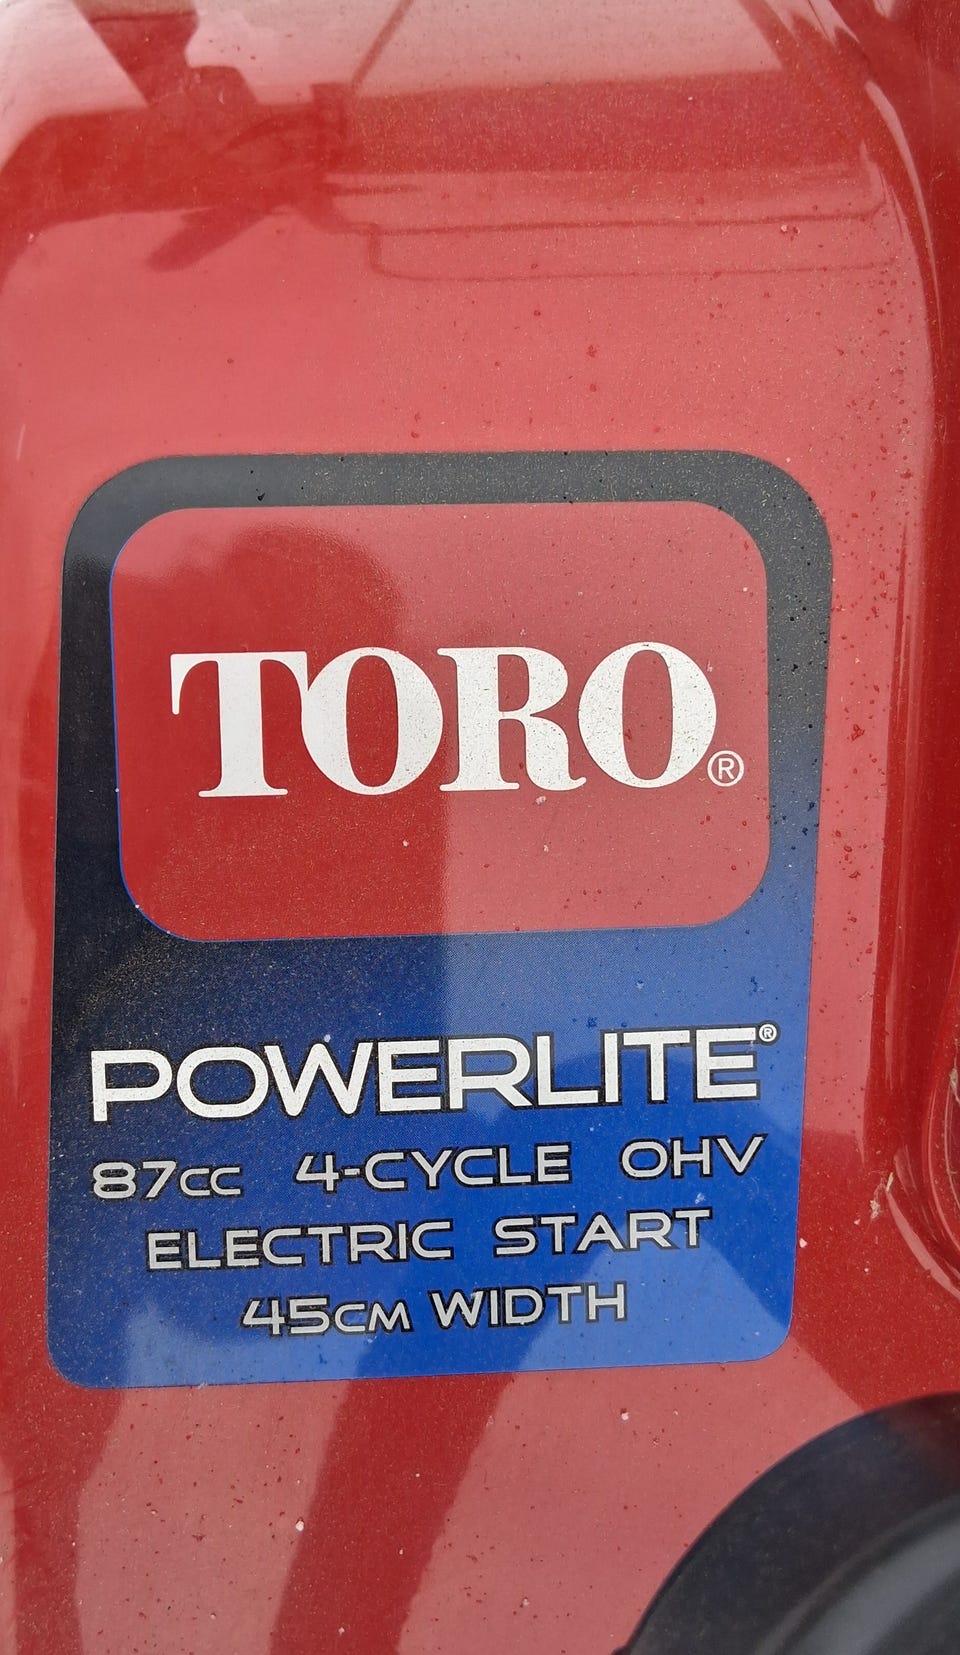 TORO®
POWERLITE®
87cc 4-CYCLE OHV
ELECTRIC START
45cm WIDTH